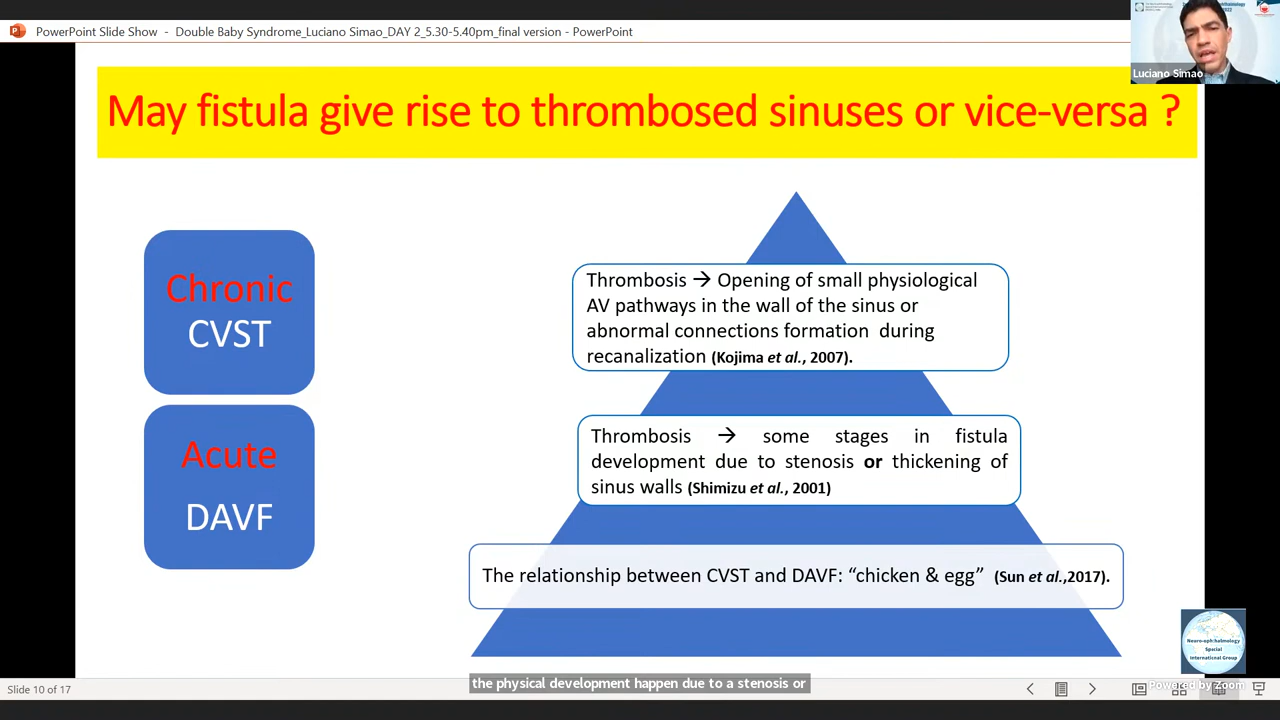 PowerPoint Slide Show - Double Baby Syndrome_Luciano Simao_DAY 2_5.30-5.40pm_final version - PowerPoint
Luciano Simao
May fistula give rise to thrombosed sinuses or vice-versa ?
Chronic
CVST
Acute
DAVF
Thrombosis → Opening of small physiological
AV pathways in the wall of the sinus or
abnormal connections formation during
recanalization (Kojima et al., 2007).
Thrombosis → some stages in fistula
development due to stenosis or thickening of
sinus walls (Shimizu et al., 2001)
The relationship between CVST and DAVF: “chicken & egg” (Sun et al.,2017).
Neuro-ophthalmology
Special
International Group
the physical development happen due to a stenosis or
Slide 10 of 17
Powered by Zoom